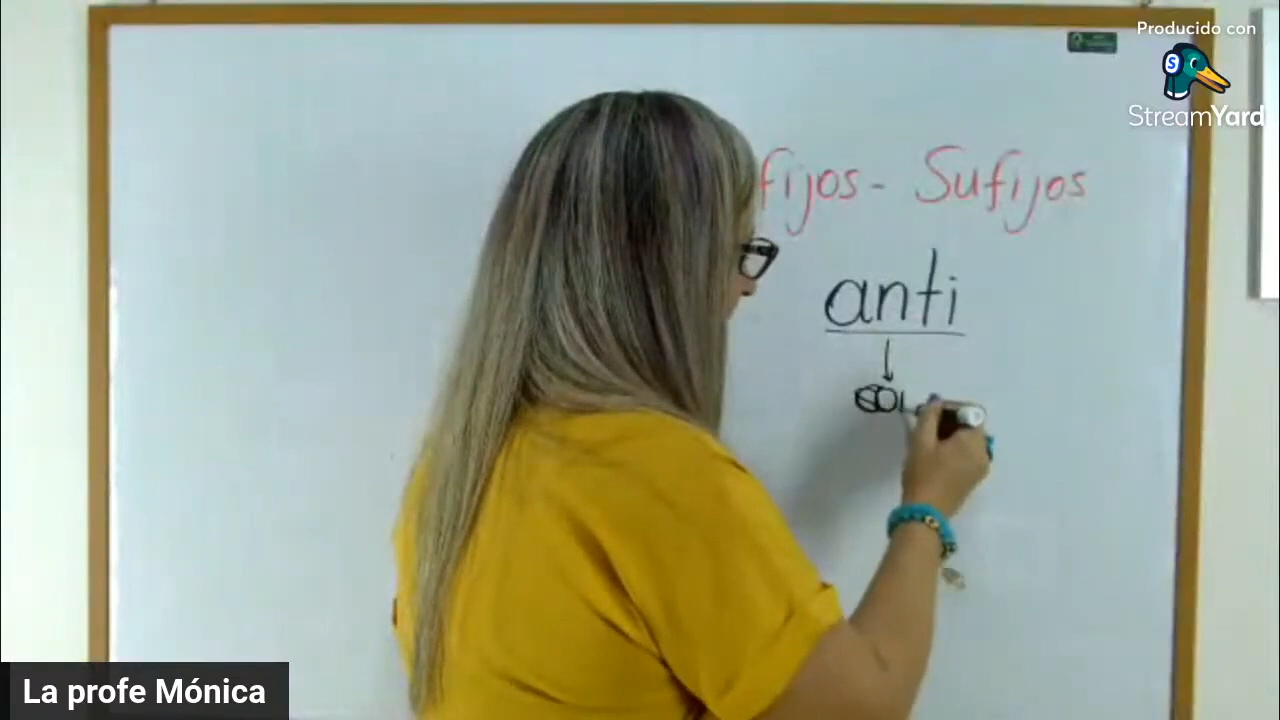 Producido con
StreamYard
fijos - Sufijos
anti
La profe Mónica